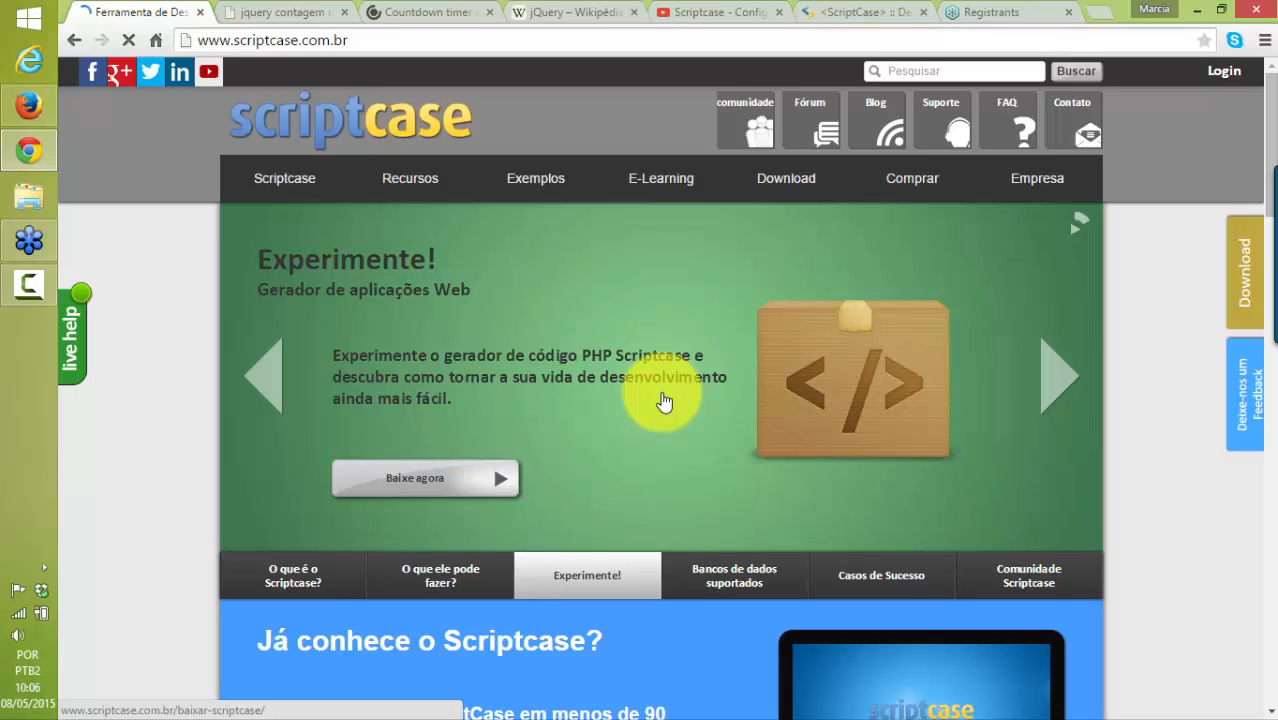 Ferramenta de Des
jquery contagem r
Countdown timer
jQuery – Wikipédi
Scriptcase - Config
<ScriptCase> :: De
Registrants
Marcia
www.scriptcase.com.br
Pesquisar
Buscar
Login
scriptcase
comunidade
Fórum
Blog
Suporte
FAQ
Contato
Scriptcase
Recursos
Exemplos
E-Learning
Download
Comprar
Empresa
Experimente!
Gerador de aplicações Web
Experimente o gerador de código PHP Scriptcase e
descubra como tornar a sua vida de desenvolvimento
ainda mais fácil.
Baixe agora
</>
live help
Download
Deixe-nos um
Feedback
O que é o
Scriptcase?
O que ele pode
fazer?
Experimente!
Bancos de dados
suportados
Casos de Sucesso
Comunidade
Scriptcase
Já conhece o Scriptcase?
tCase em menos de 90
scriptcase
POR
PTB2
10:06
08/05/2015
www.scriptcase.com.br/baixar-scriptcase/